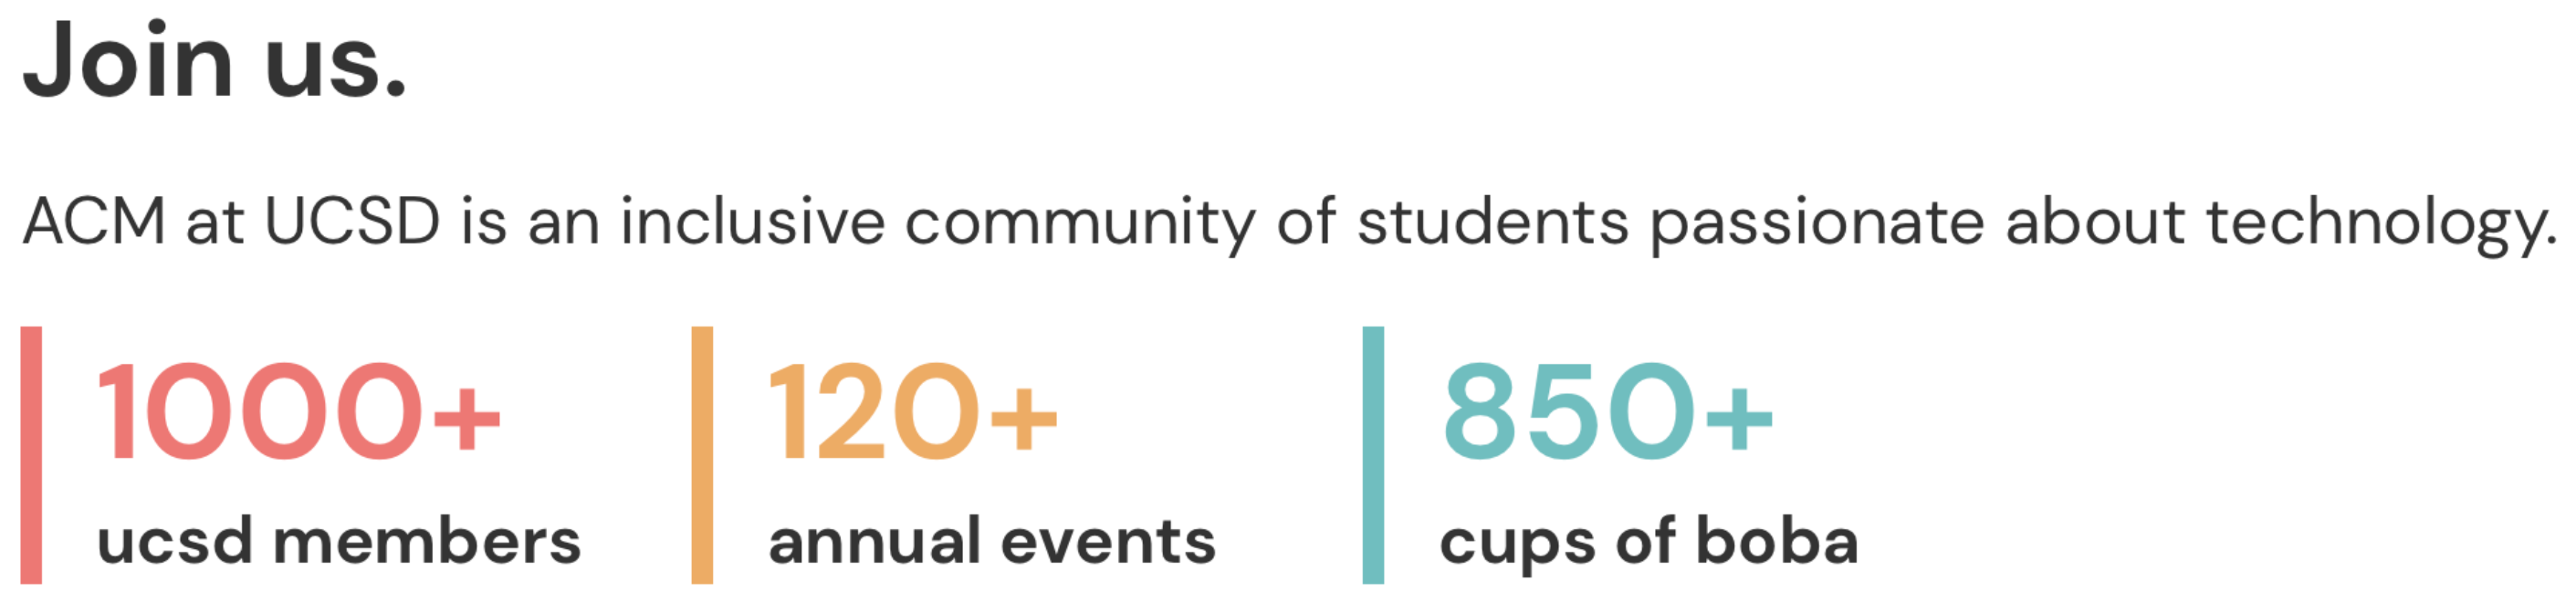 Join us.
ACM at UCSD is an inclusive community of students passionate about technology.
1000+
ucsd members
120+
annual events
850+
cups of boba